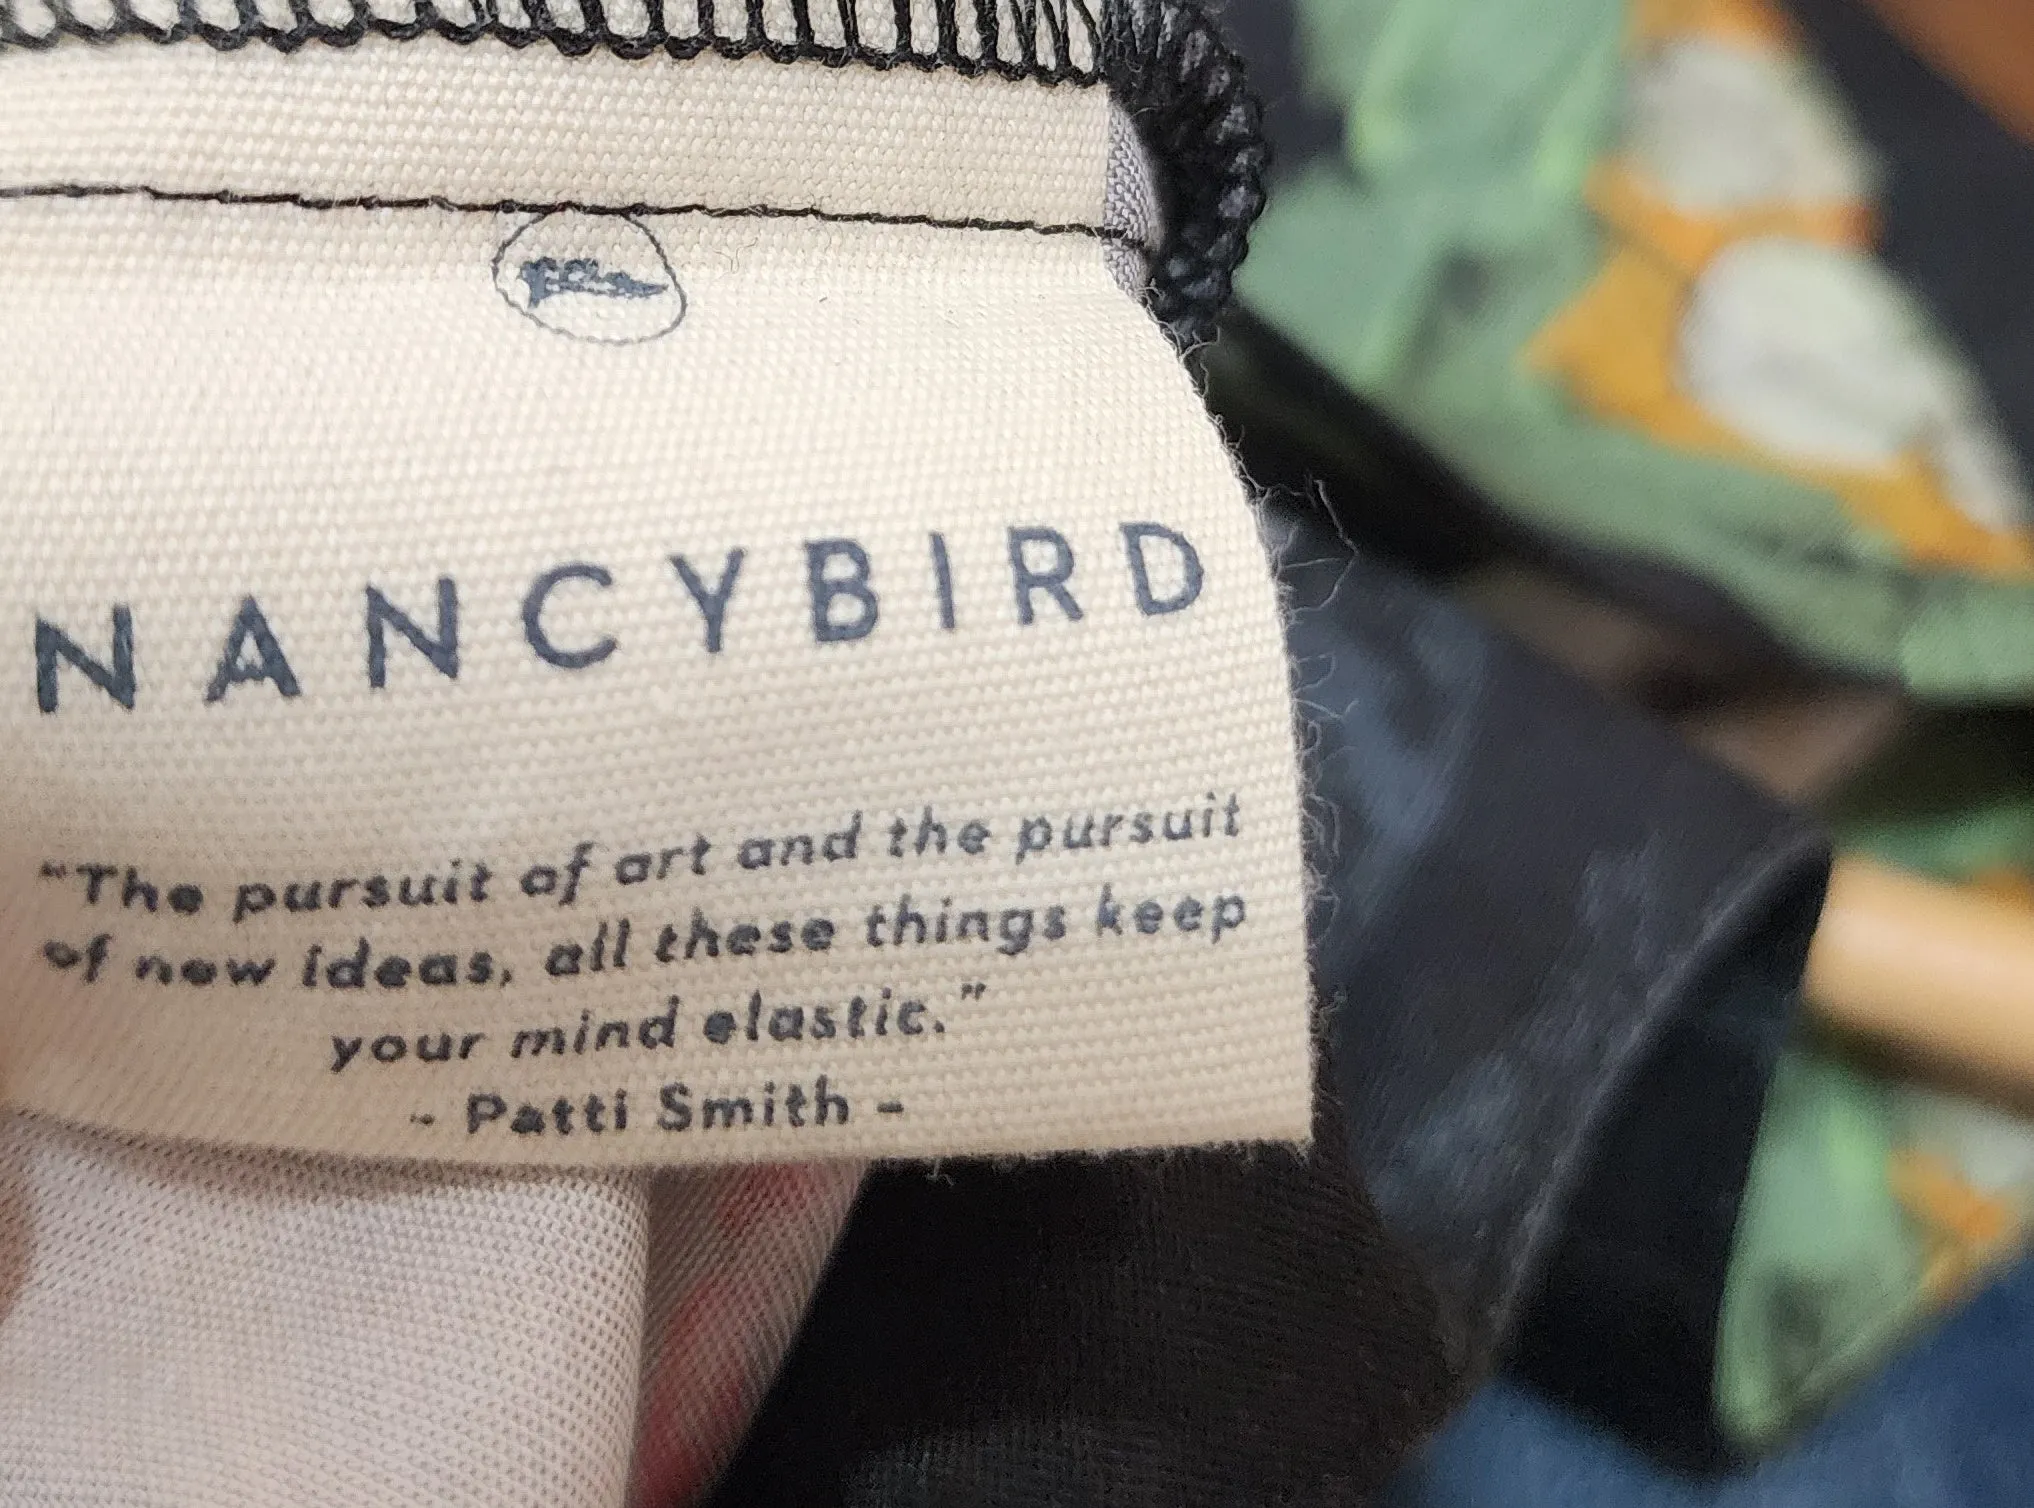 NANCYBIRD
"The pursuit of art and the pursuit
of new ideas, all these things keep
your mind elastic."
- Patti Smith -